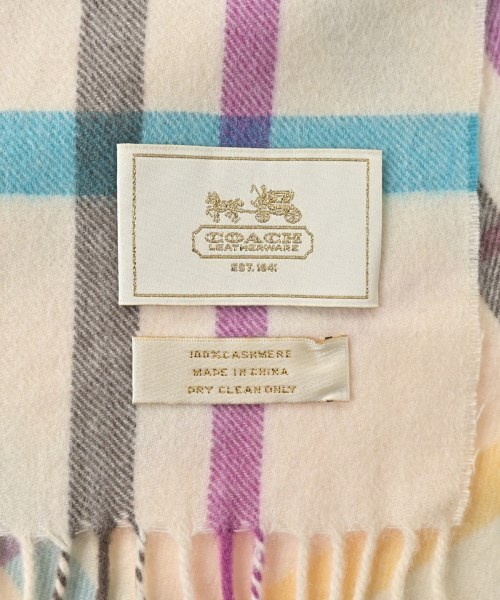 COACH
LEATHERWARE
EST. 1941
100% CASHMERE
MADE IN CHINA
DRY CLEAN ONLY